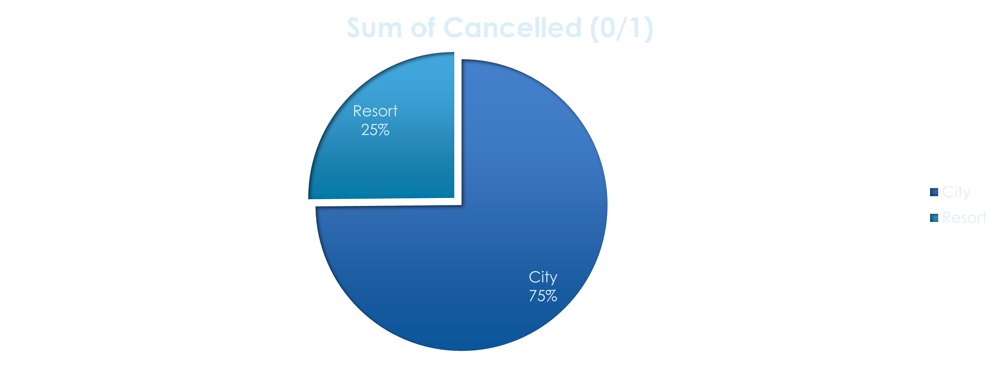 Sum of Cancelled (0/1)
Resort
25%
City
75%
City
Resort